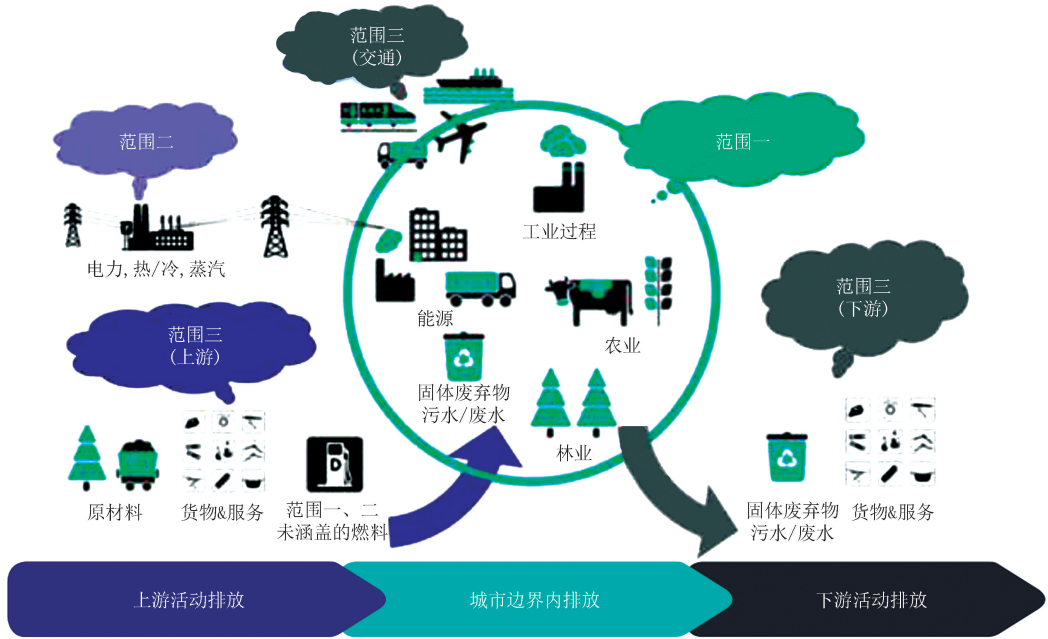 范围三
(交通)
范围二
范围一
工业过程
电力,热/冷,蒸汽
范围三
(下游)
能源
范围三
(上游)
农业
固体废弃物
污水/废水
林业
D
原材料
货物&服务
范围一、二
未涵盖的燃料
固体废弃物
污水/废水
货物&服务
上游活动排放
城市边界内排放
下游活动排放